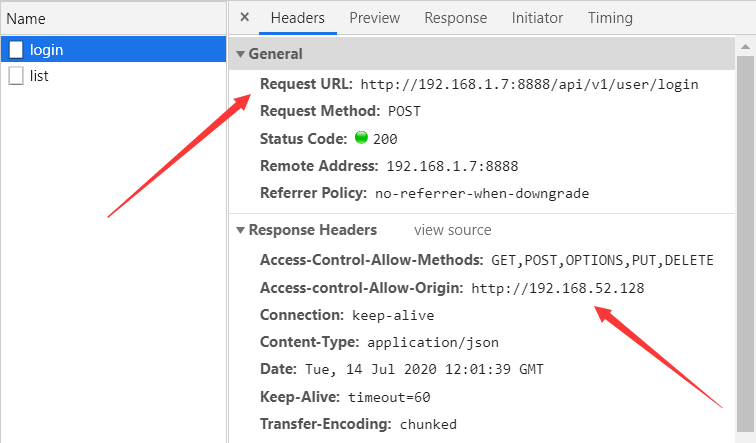 Name
login
list
× Headers Preview Response Initiator Timing
▼ General
Request URL: http://192.168.1.7:8888/api/v1/user/login
Request Method: POST
Status Code: 200
Remote Address: 192.168.1.7:8888
Referrer Policy: no-referrer-when-downgrade
▼ Response Headers view source
Access-Control-Allow-Methods: GET,POST,OPTIONS,PUT,DELETE
Access-control-Allow-Origin: http://192.168.52.128
Connection: keep-alive
Content-Type: application/json
Date: Tue, 14 Jul 2020 12:01:39 GMT
Keep-Alive: timeout=60
Transfer-Encoding: chunked